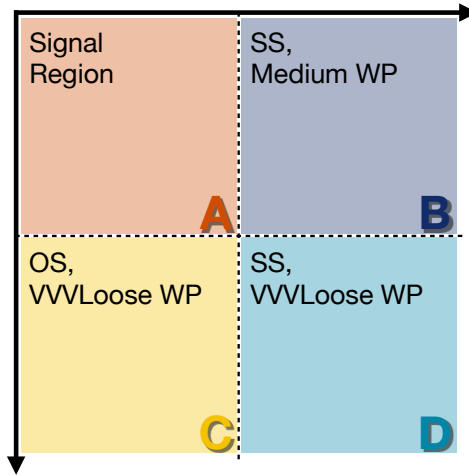 Signal
Region
A
SS,
Medium WP
B
OS,
VVVLoose WP
C
SS,
VVVLoose WP
D